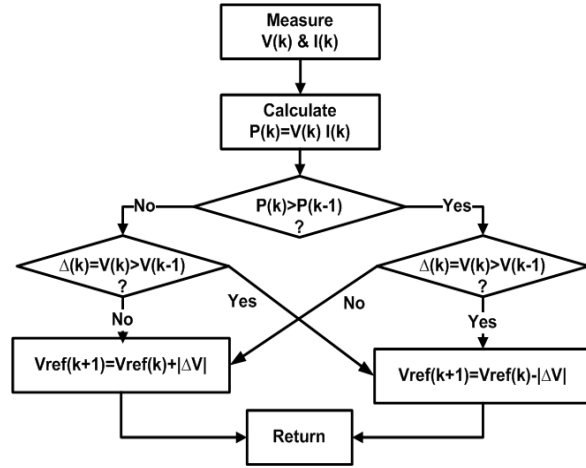 Measure
V(k) & I(k)
Calculate
P(k)=V(k) I(k)
P(k)>P(k-1)
?
No
Yes
Δ(k)=V(k)>V(k-1)
?
Δ(k)=V(k)>V(k-1)
?
Yes
No
No
Yes
Vref(k+1)=Vref(k)+|ΔV|
Vref(k+1)=Vref(k)-|ΔV|
Return